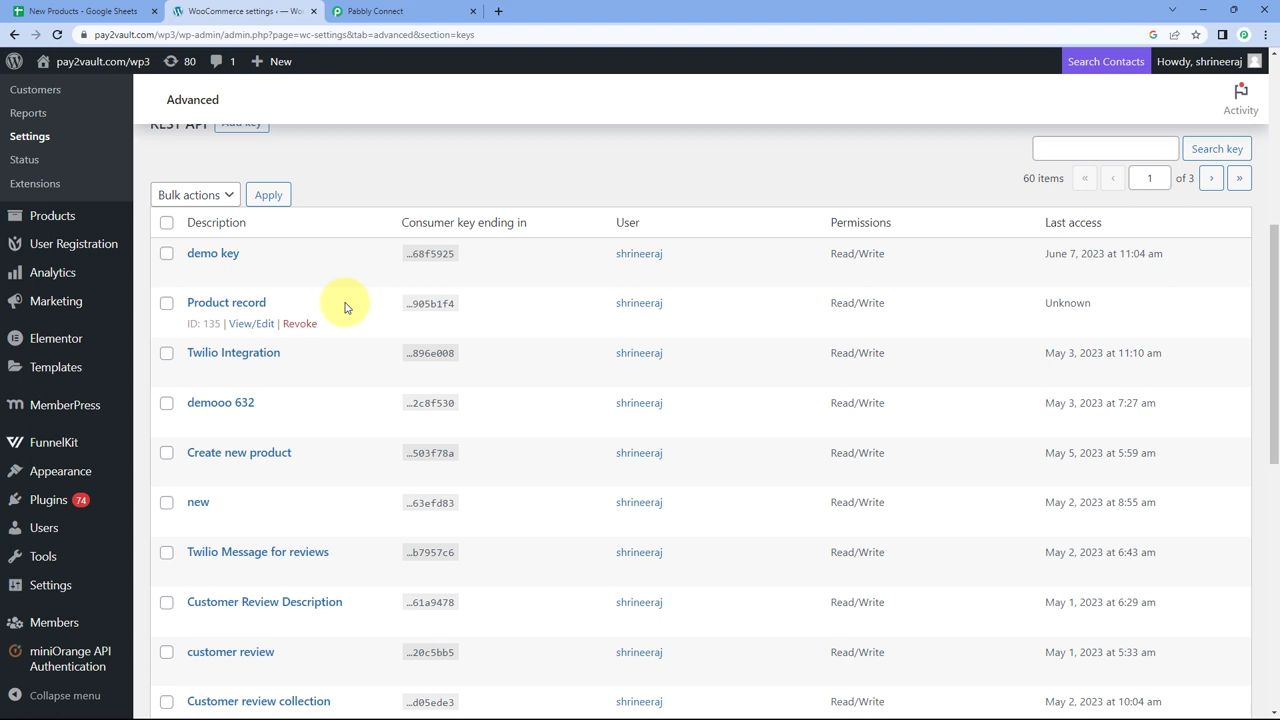 New Products - Google Sheets
WooCommerce settings ‹ — Wo
Pabbly Connect
pay2vault.com/wp3/wp-admin/admin.php?page=wc-settings&tab=advanced&section=keys
pay2vault.com/wp3
80
1
New
Search Contacts
Howdy, shrineeraj
Customers
Reports
Settings
Status
Extensions
Products
User Registration
Analytics
Marketing
Elementor
Templates
MemberPress
FunnelKit
Appearance
Plugins 74
Users
Tools
Settings
Members
miniOrange API
Authentication
Collapse menu
Advanced
Activity
REST API Add key
Search key
60 items « ‹ 1 of 3 › »
Bulk actions Apply
Description Consumer key ending in User Permissions Last access
demo key …68f5925 shrineeraj Read/Write June 7, 2023 at 11:04 am
Product record …905b1f4 shrineeraj Read/Write Unknown
ID: 135 | View/Edit | Revoke
Twilio Integration …896e008 shrineeraj Read/Write May 3, 2023 at 11:10 am
demooo 632 …2c8f530 shrineeraj Read/Write May 3, 2023 at 7:27 am
Create new product …503f78a shrineeraj Read/Write May 5, 2023 at 5:59 am
new …63efd83 shrineeraj Read/Write May 2, 2023 at 8:55 am
Twilio Message for reviews …b7957c6 shrineeraj Read/Write May 2, 2023 at 6:43 am
Customer Review Description …61a9478 shrineeraj Read/Write May 1, 2023 at 6:29 am
customer review …20c5bb5 shrineeraj Read/Write May 1, 2023 at 5:33 am
Customer review collection …d05ede3 shrineeraj Read/Write May 2, 2023 at 10:04 am